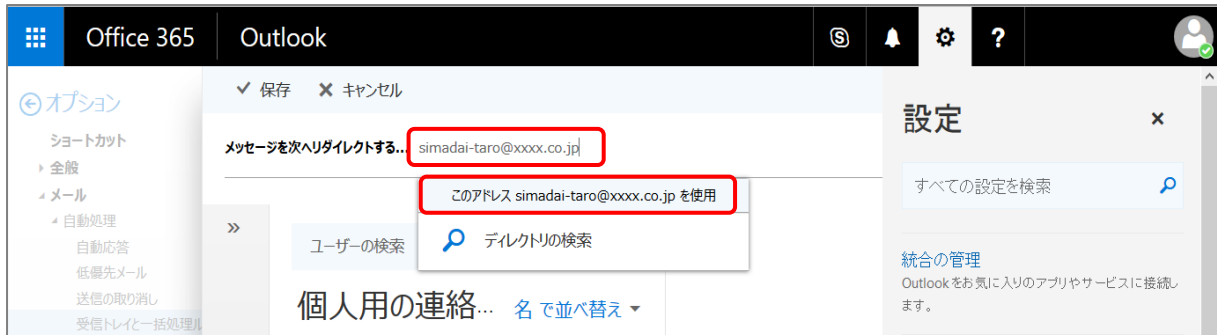 Office 365 Outlook
?
オプション
ショートカット
全般
メール
自動処理
自動応答
低優先メール
送信の取り消し
受信トレイと一括処理ル
保存 キャンセル
メッセージを次へリダイレクトする... simadai-taro@xxxx.co.jp
このアドレス simadai-taro@xxxx.co.jp を使用
ディレクトリの検索
»
ユーザーの検索
個人用の連絡... 名 で並べ替え
設定
すべての設定を検索
統合の管理
Outlook をお気に入りのアプリやサービスに接続し
ます。